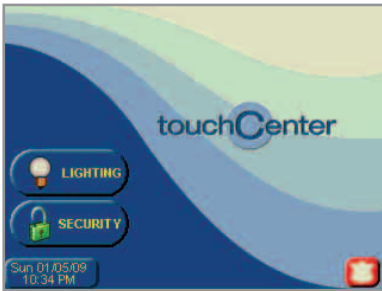 touchCenter
LIGHTING
SECURITY
Sun 01/05/09
10:34 PM